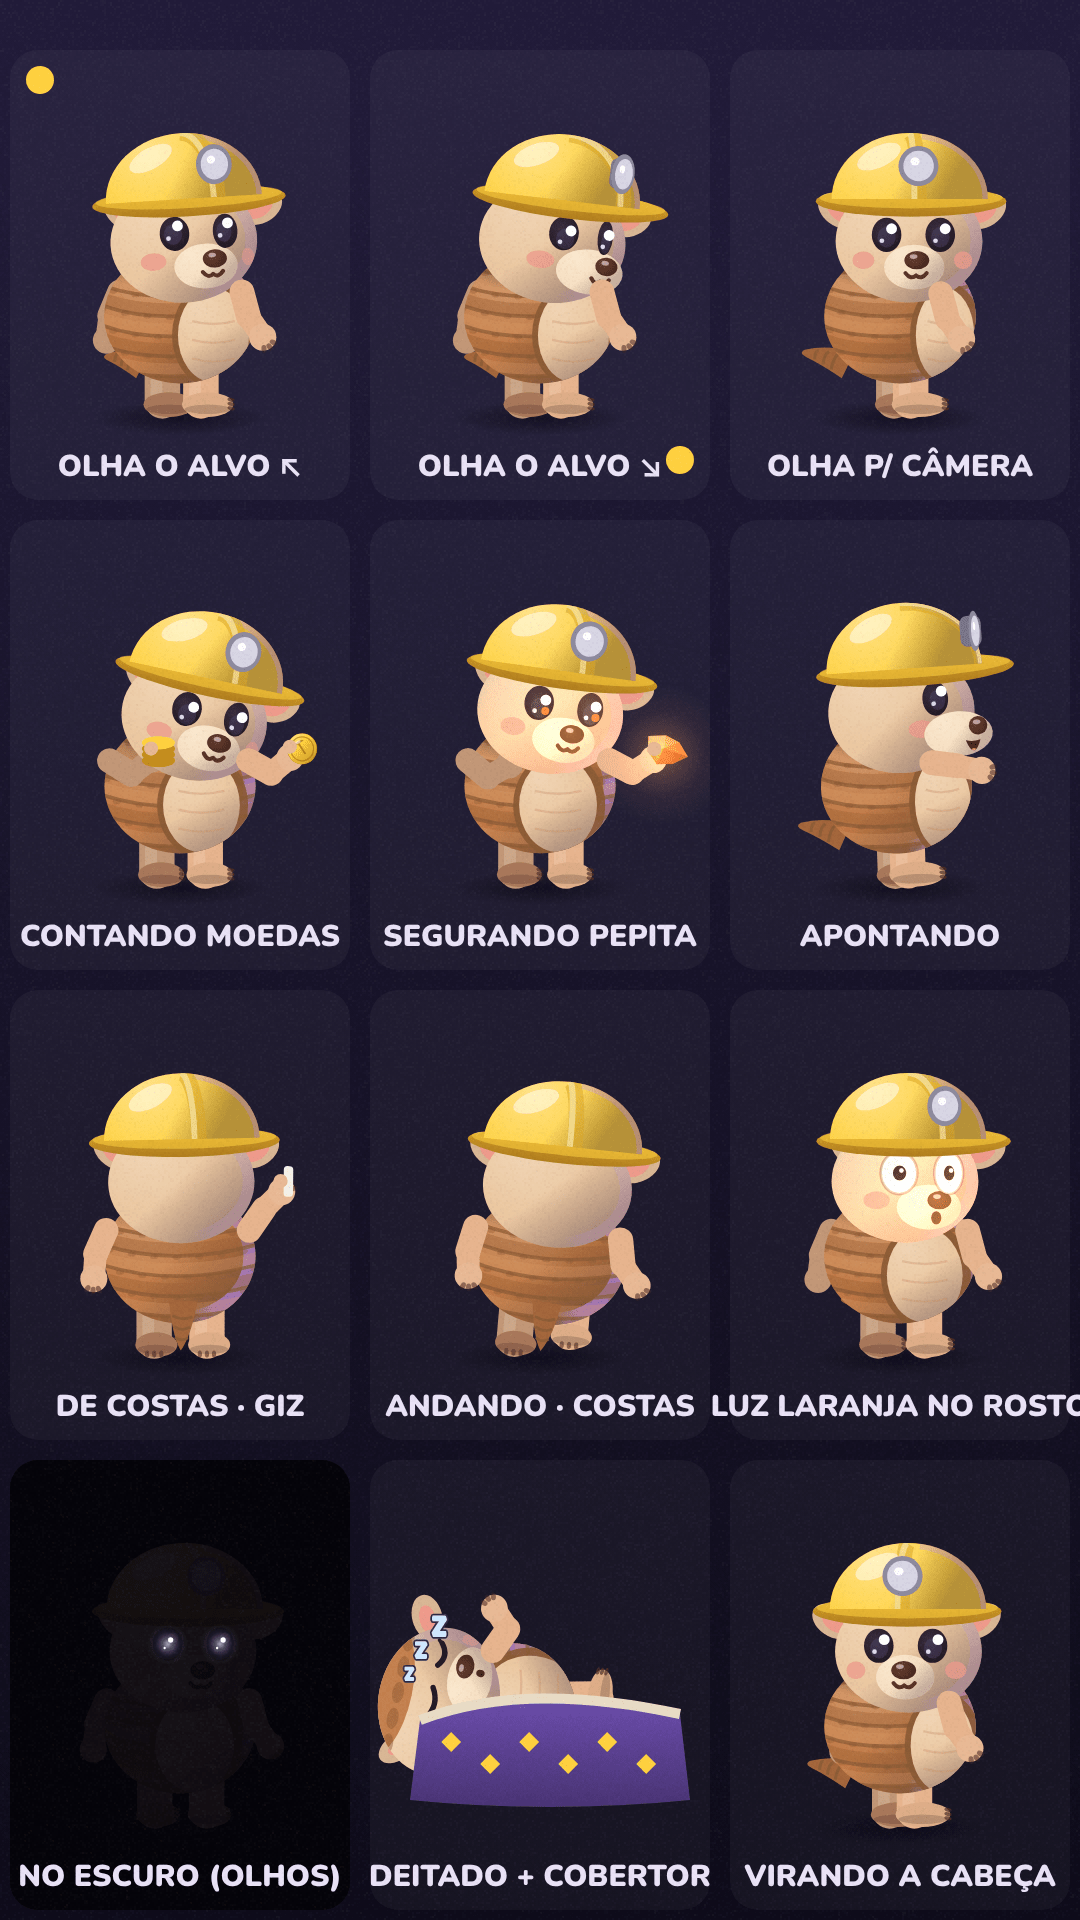 OLHA O ALVO ↖
OLHA O ALVO ↘
OLHA P/ CÂMERA
CONTANDO MOEDAS
SEGURANDO PEPITA
APONTANDO
DE COSTAS · GIZ
ANDANDO · COSTAS
LUZ LARANJA NO ROSTO
Z
Z
Z
NO ESCURO (OLHOS)
DEITADO + COBERTOR
VIRANDO A CABEÇA